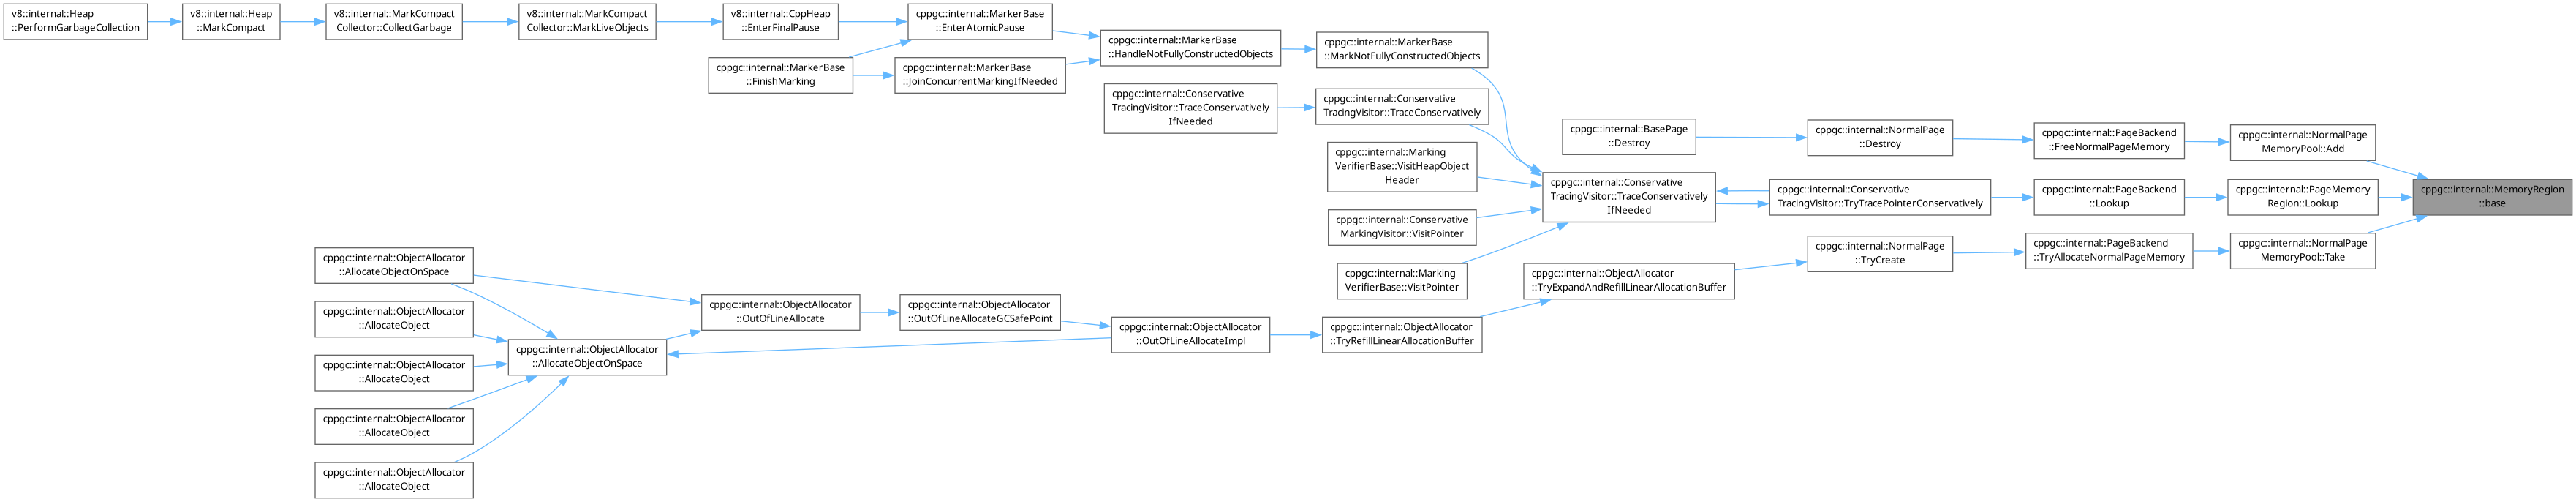 v8::internal::Heap
::PerformGarbageCollection
v8::internal::Heap
::MarkCompact
v8::internal::MarkCompact
Collector::CollectGarbage
v8::internal::MarkCompact
Collector::MarkLiveObjects
v8::internal::CppHeap
::EnterFinalPause
cppgc::internal::MarkerBase
::EnterAtomicPause
cppgc::internal::MarkerBase
::FinishMarking
cppgc::internal::MarkerBase
::JoinConcurrentMarkingIfNeeded
cppgc::internal::MarkerBase
::HandleNotFullyConstructedObjects
cppgc::internal::MarkerBase
::MarkNotFullyConstructedObjects
cppgc::internal::Conservative
TracingVisitor::TraceConservatively
IfNeeded
cppgc::internal::Conservative
TracingVisitor::TraceConservatively
cppgc::internal::Marking
VerifierBase::VisitHeapObject
Header
cppgc::internal::Conservative
MarkingVisitor::VisitPointer
cppgc::internal::Marking
VerifierBase::VisitPointer
cppgc::internal::BasePage
::Destroy
cppgc::internal::NormalPage
::Destroy
cppgc::internal::PageBackend
::FreeNormalPageMemory
cppgc::internal::NormalPage
MemoryPool::Add
cppgc::internal::Conservative
TracingVisitor::TraceConservatively
IfNeeded
cppgc::internal::Conservative
TracingVisitor::TryTracePointerConservatively
cppgc::internal::PageBackend
::Lookup
cppgc::internal::PageMemory
Region::Lookup
cppgc::internal::MemoryRegion
::base
cppgc::internal::NormalPage
::TryCreate
cppgc::internal::PageBackend
::TryAllocateNormalPageMemory
cppgc::internal::NormalPage
MemoryPool::Take
cppgc::internal::ObjectAllocator
::TryExpandAndRefillLinearAllocationBuffer
cppgc::internal::ObjectAllocator
::TryRefillLinearAllocationBuffer
cppgc::internal::ObjectAllocator
::OutOfLineAllocateImpl
cppgc::internal::ObjectAllocator
::OutOfLineAllocateGCSafePoint
cppgc::internal::ObjectAllocator
::OutOfLineAllocate
cppgc::internal::ObjectAllocator
::AllocateObjectOnSpace
cppgc::internal::ObjectAllocator
::AllocateObjectOnSpace
cppgc::internal::ObjectAllocator
::AllocateObject
cppgc::internal::ObjectAllocator
::AllocateObject
cppgc::internal::ObjectAllocator
::AllocateObject
cppgc::internal::ObjectAllocator
::AllocateObject